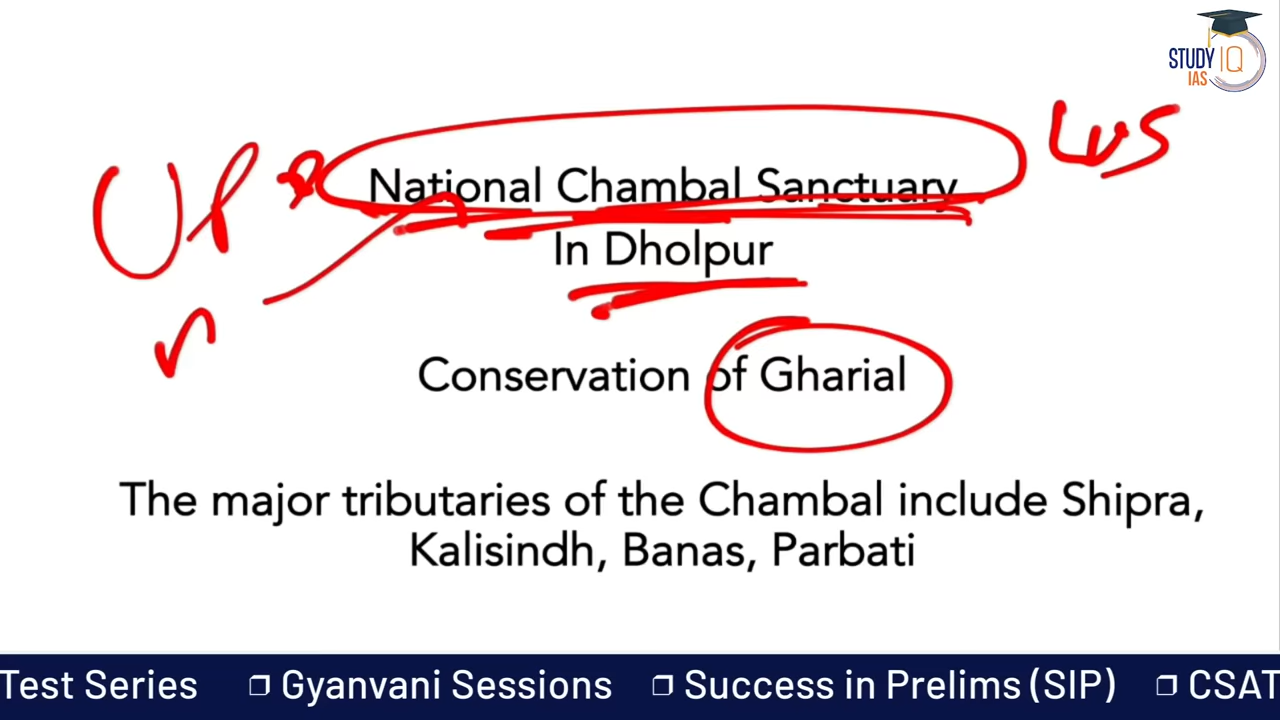 STUDY IQ
IAS
LWS
UP
National Chambal Sanctuary
In Dholpur
Conservation of Gharial
The major tributaries of the Chambal include Shipra,
Kalisindh, Banas, Parbati
Test Series ❐ Gyanvani Sessions ❐ Success in Prelims (SIP) ❐ CSAT